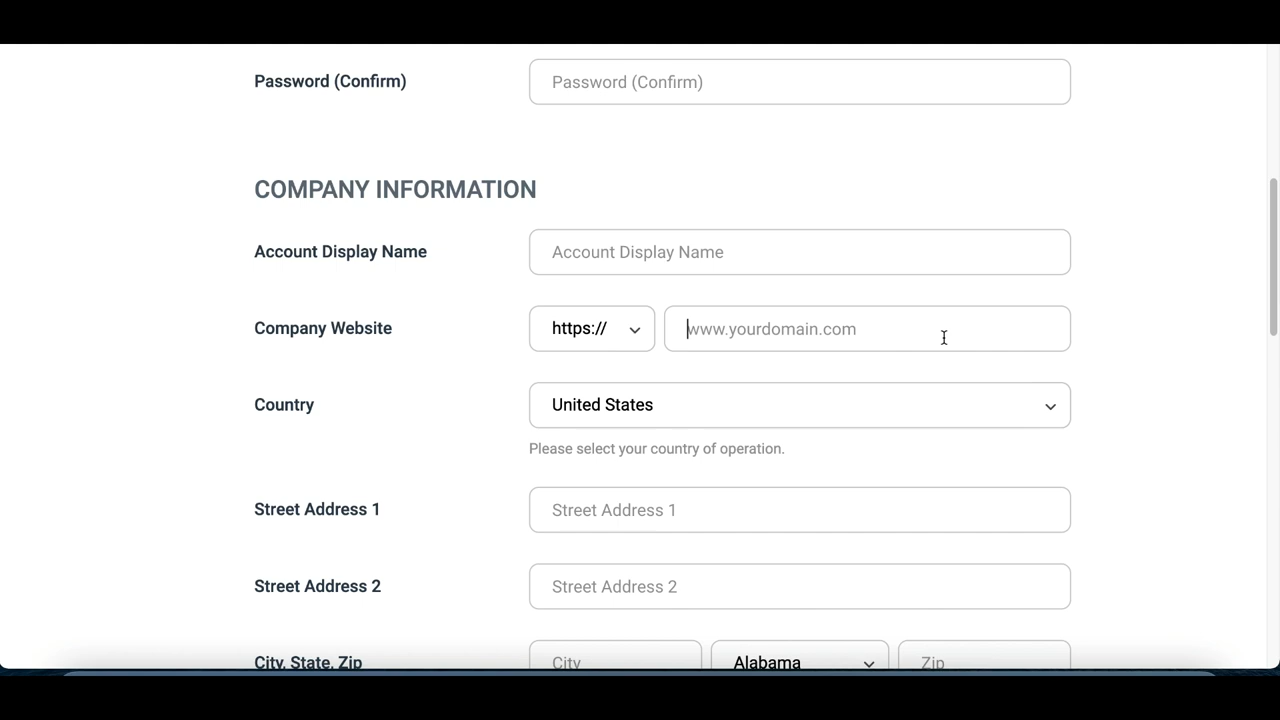 Password (Confirm) Password (Confirm)
COMPANY INFORMATION
Account Display Name Account Display Name
Company Website https:// www.yourdomain.com
Country United States
Please select your country of operation.
Street Address 1 Street Address 1
Street Address 2 Street Address 2
City, State, Zip City Alabama Zip